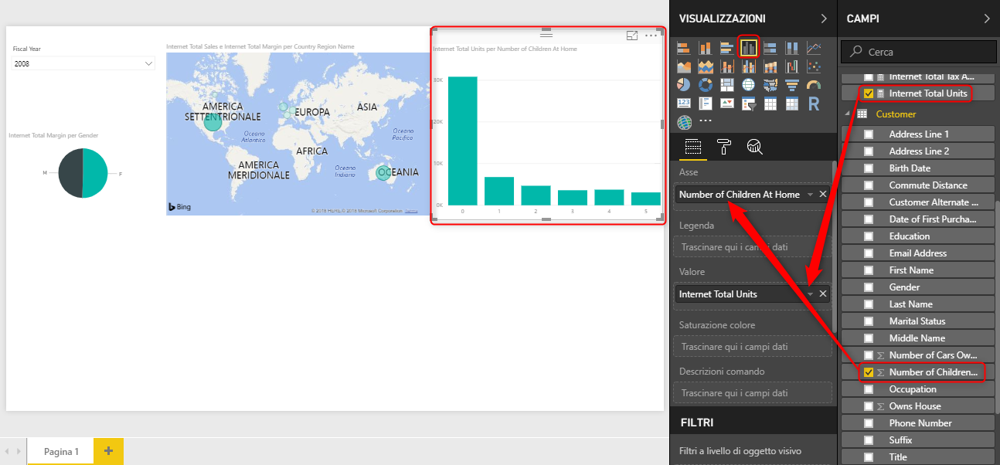 Fiscal Year
2008
Internet Total Margin per Gender
M
F
Internet Total Sales e Internet Total Margin per Country Region Name
AMERICA
SETTENTRIONALE
EUROPA
ASIA
Oceano
Atlantico
Oceano
Pacifico
AFRICA
AMERICA
MERIDIONALE
Oceano
Indiano
OCEANIA
Bing
© 2016 HERE, © 2016 Microsoft Corporation Terms
Internet Total Units per Number of Children At Home
30K
20K
10K
0K
0 1 2 3 4 5
Pagina 1
VISUALIZZAZIONI
123
R
Asse
Number of Children At Home
Legenda
Trascinare qui i campi dati
Valore
Internet Total Units
Saturazione colore
Trascinare qui i campi dati
Descrizioni comando
Trascinare qui i campi dati
FILTRI
Filtri a livello di oggetto visivo
CAMPI
Cerca
Internet Total Tax A...
Internet Total Units
Customer
Address Line 1
Address Line 2
Birth Date
Commute Distance
Customer Alternate ...
Date of First Purcha...
Education
Email Address
First Name
Gender
Last Name
Marital Status
Middle Name
Number of Cars Ow...
Number of Children...
Occupation
Owns House
Phone Number
Suffix
Title